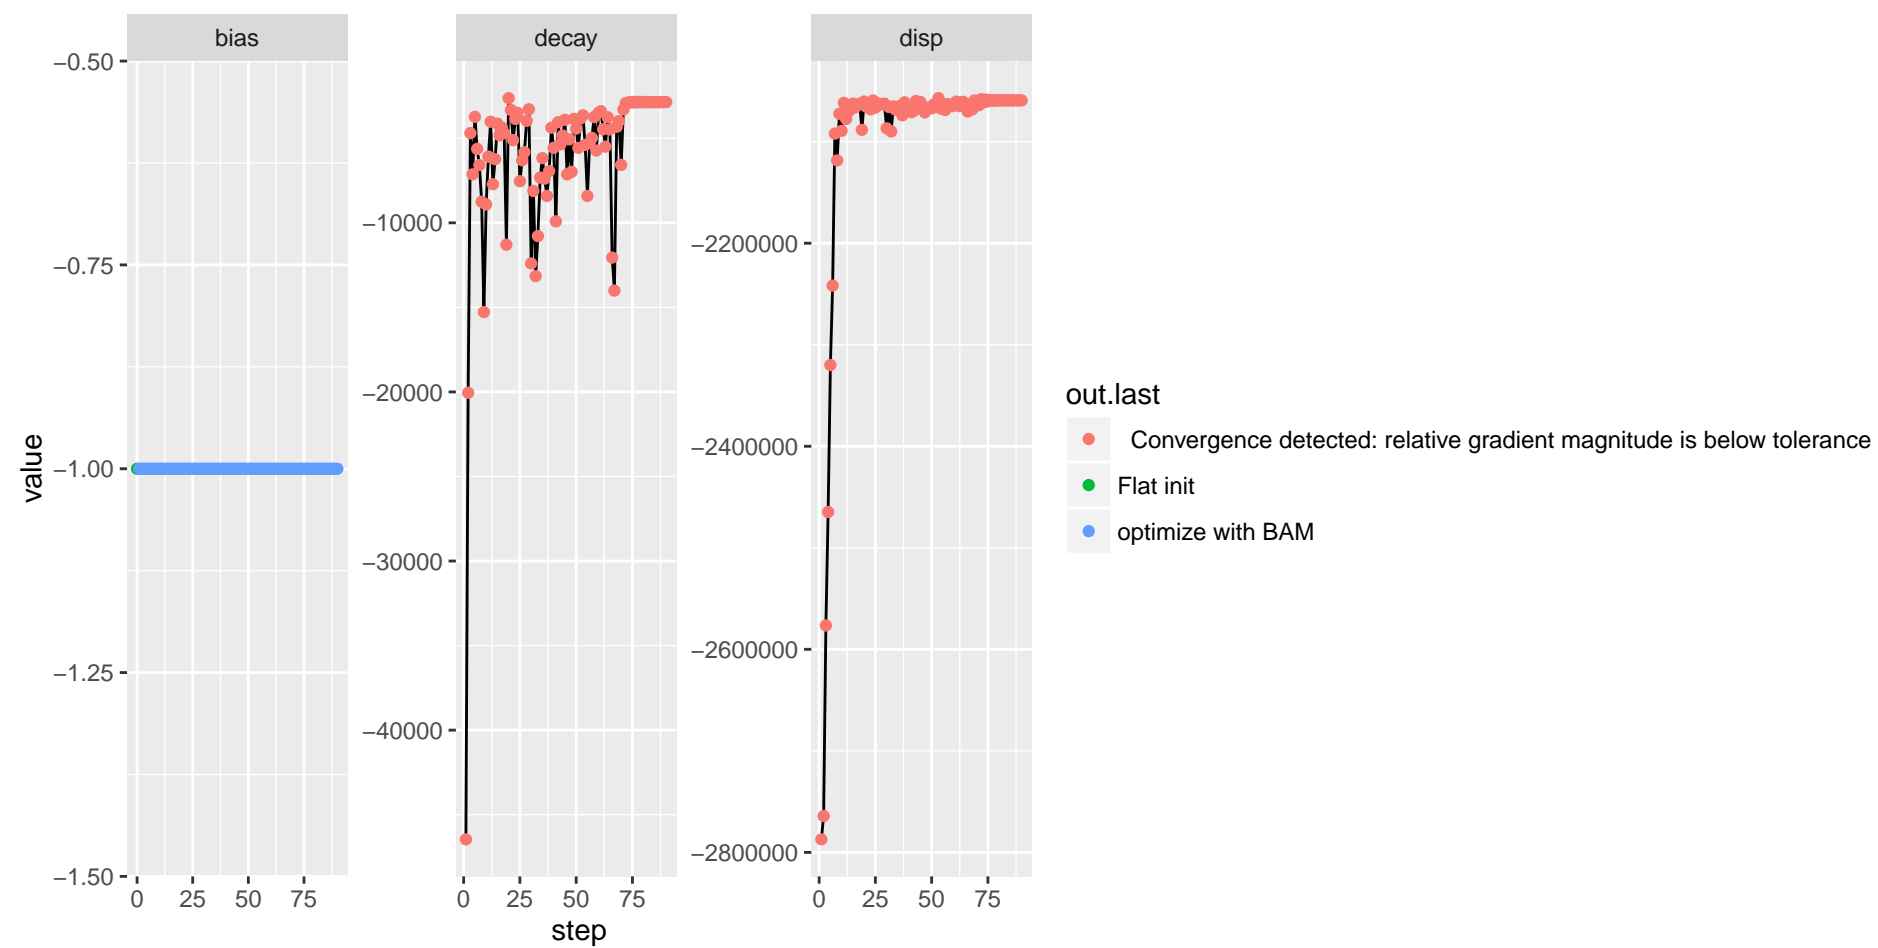 bias
decay
disp
−0.50
−0.75
−1.00
−1.25
−1.50
−10000
−20000
−30000
−40000
−2200000
−2400000
−2600000
−2800000
0 25 50 75
0 25 50 75
0 25 50 75
value
step
out.last
Convergence detected: relative gradient magnitude is below tolerance
Flat init
optimize with BAM